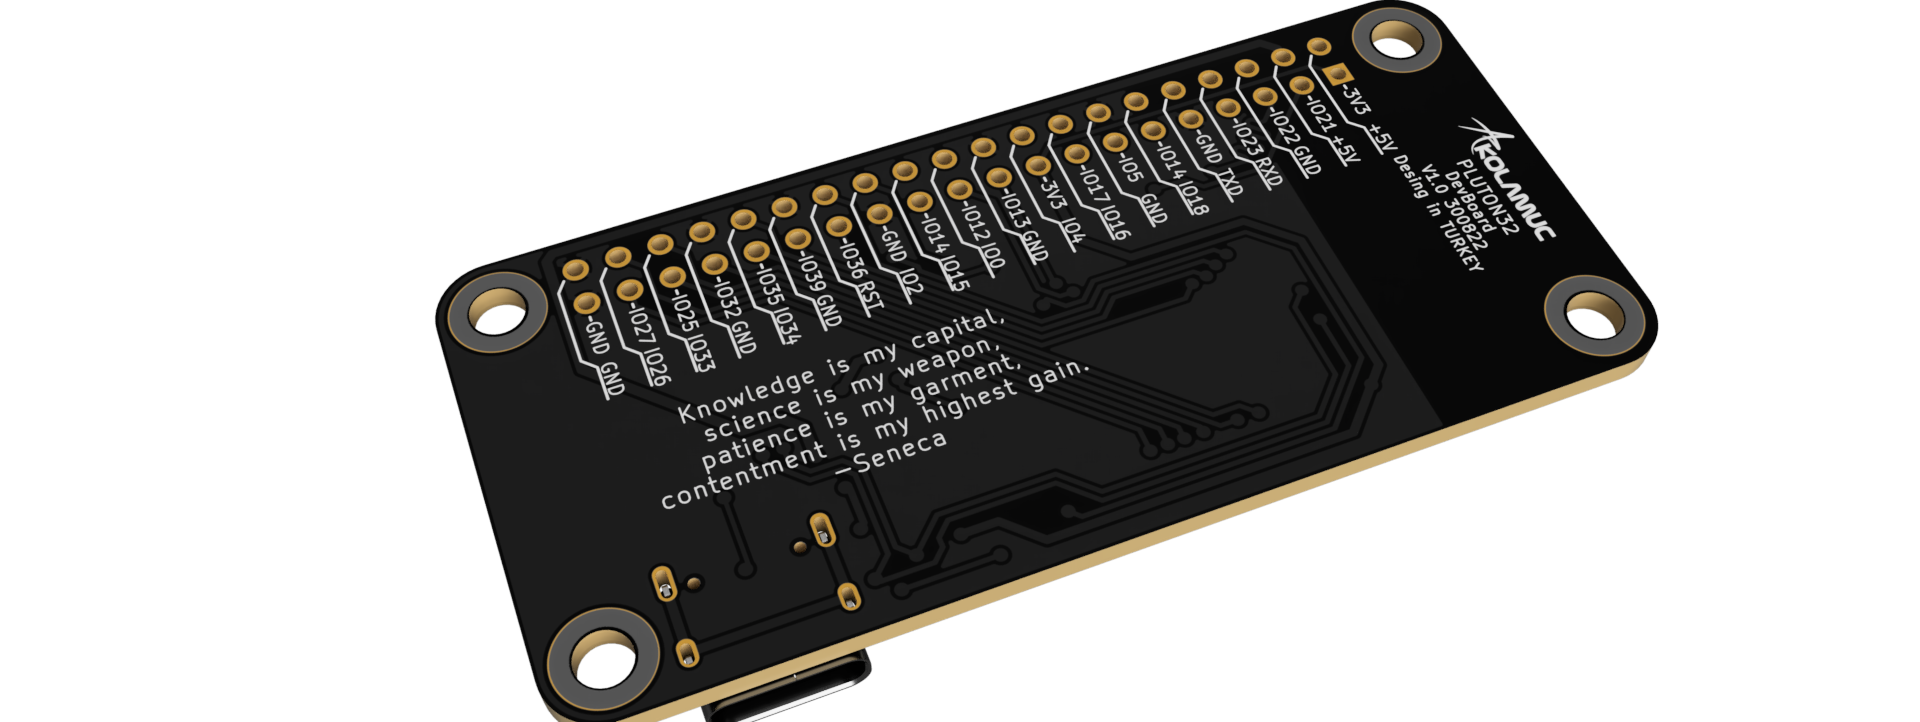 -GND GND
-IO27 IO26
-IO25 IO33
-IO32 GND
-IO35 IO34
-IO39 GND
-IO36 RST
-GND IO2
-IO14 IO15
-IO12 IO0
-IO13 GND
-3V3 IO4
-IO17 IO16
-IO5 GND
-IO14 IO18
-GND TXD
-IO23 RXD
-IO22 GND
-IO21 +5V
-3V3 +5V
KOLAMUC
PLUTON32
DevBoard
V1.0 300822
Desing in TURKEY
Knowledge is my capital,
science is my weapon,
patience is my garment,
contentment is my highest gain.
—Seneca